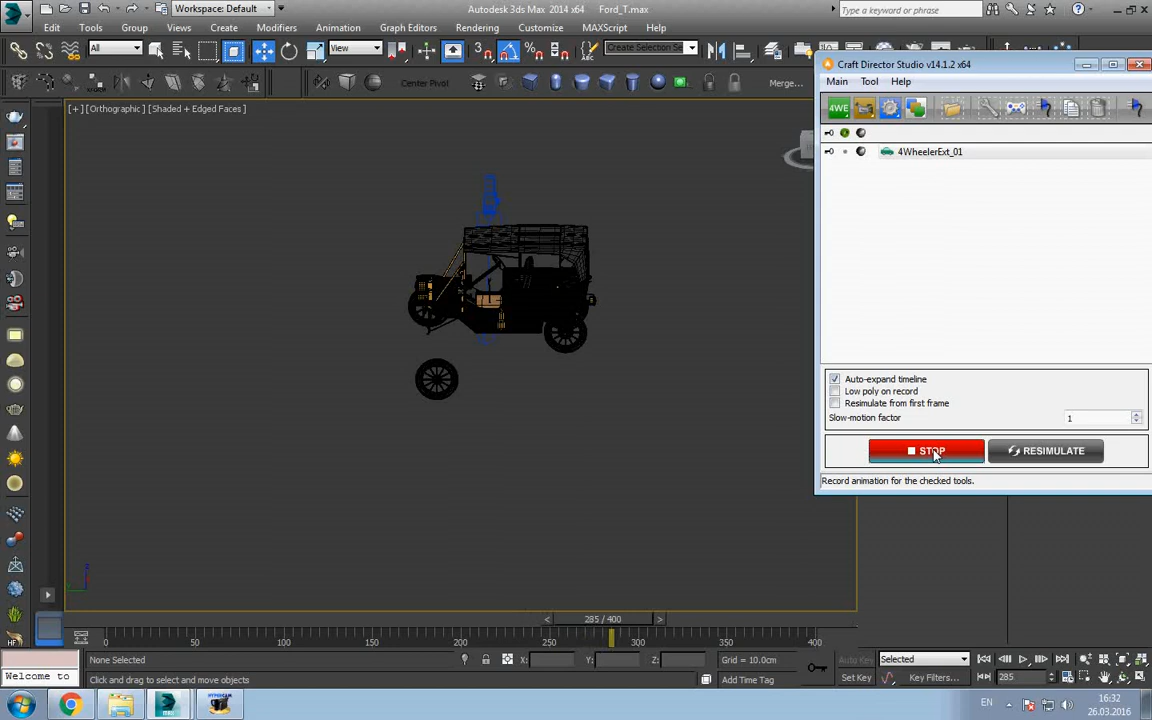 Workspace: Default
Autodesk 3ds Max 2014 x64 Ford_T.max
Type a keyword or phrase
Edit Tools Group Views Create Modifiers Animation Graph Editors Rendering Customize MAXScript Help
All
View
3
Create Selection Se
Center Pivot
Merge...
[+] [Orthographic] [Shaded + Edged Faces]
Craft Director Studio v14.1.2 x64
Main Tool Help
4WE
4WheelerExt_01
Auto-expand timeline
Low poly on record
Resimulate from first frame
Slow-motion factor 1
STOP
RESIMULATE
Record animation for the checked tools.
z
< 285 / 400 >
0 50 100 150 200 250 300 350 400
None Selected
X: Y: Z:
Grid = 10.0cm
Auto Key
Selected
Welcome to
Click and drag to select and move objects
Add Time Tag
Set Key
Key Filters...
285
EN
16:32
26.03.2016